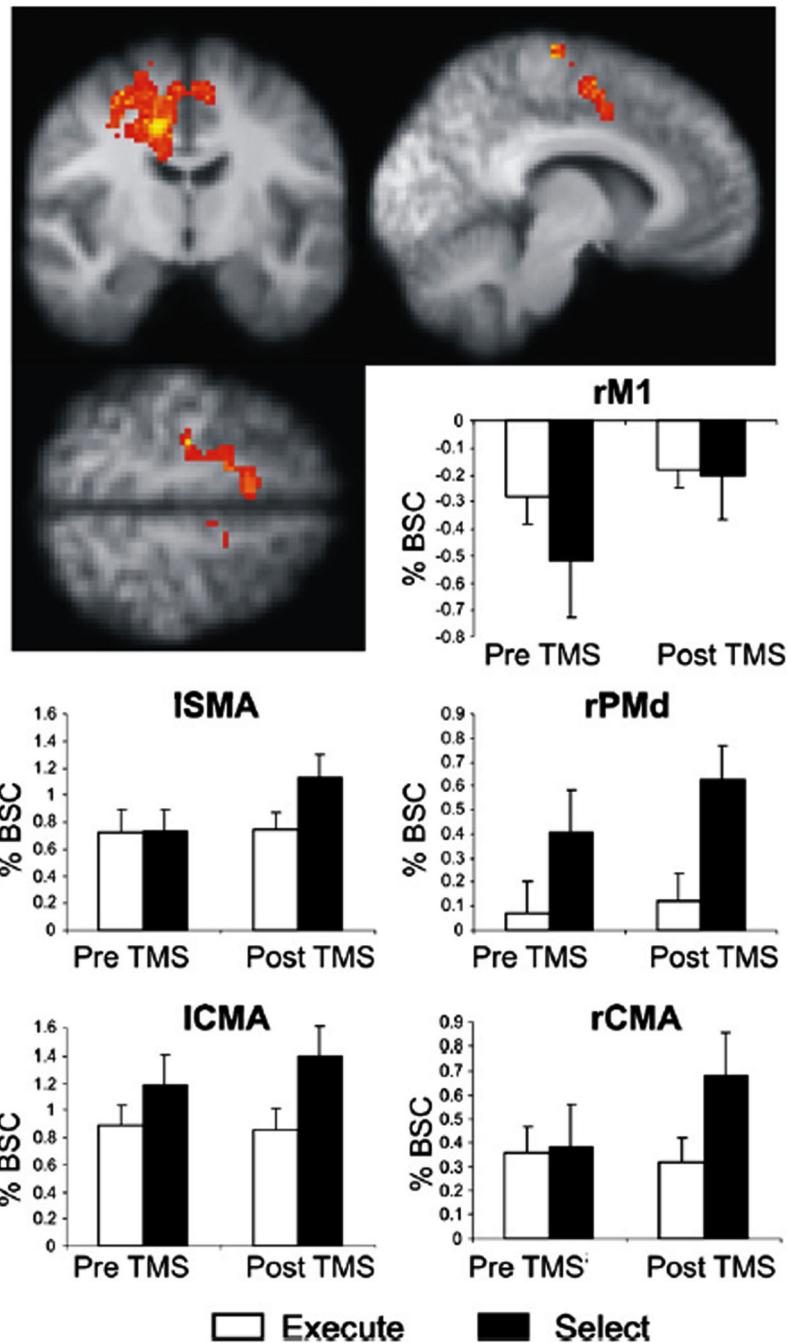 rM1
0
-0.1
-0.2
-0.3
-0.4
-0.5
-0.6
-0.7
-0.8
% BSC
Pre TMS Post TMS
lSMA
1.6
1.4
1.2
1
0.8
0.6
0.4
0.2
0
% BSC
Pre TMS Post TMS
rPMd
0.9
0.8
0.7
0.6
0.5
0.4
0.3
0.2
0.1
0
% BSC
Pre TMS Post TMS
lCMA
1.6
1.4
1.2
1
0.8
0.6
0.4
0.2
0
% BSC
Pre TMS Post TMS
rCMA
0.9
0.8
0.7
0.6
0.5
0.4
0.3
0.2
0.1
0
% BSC
Pre TMS Post TMS
Execute Select